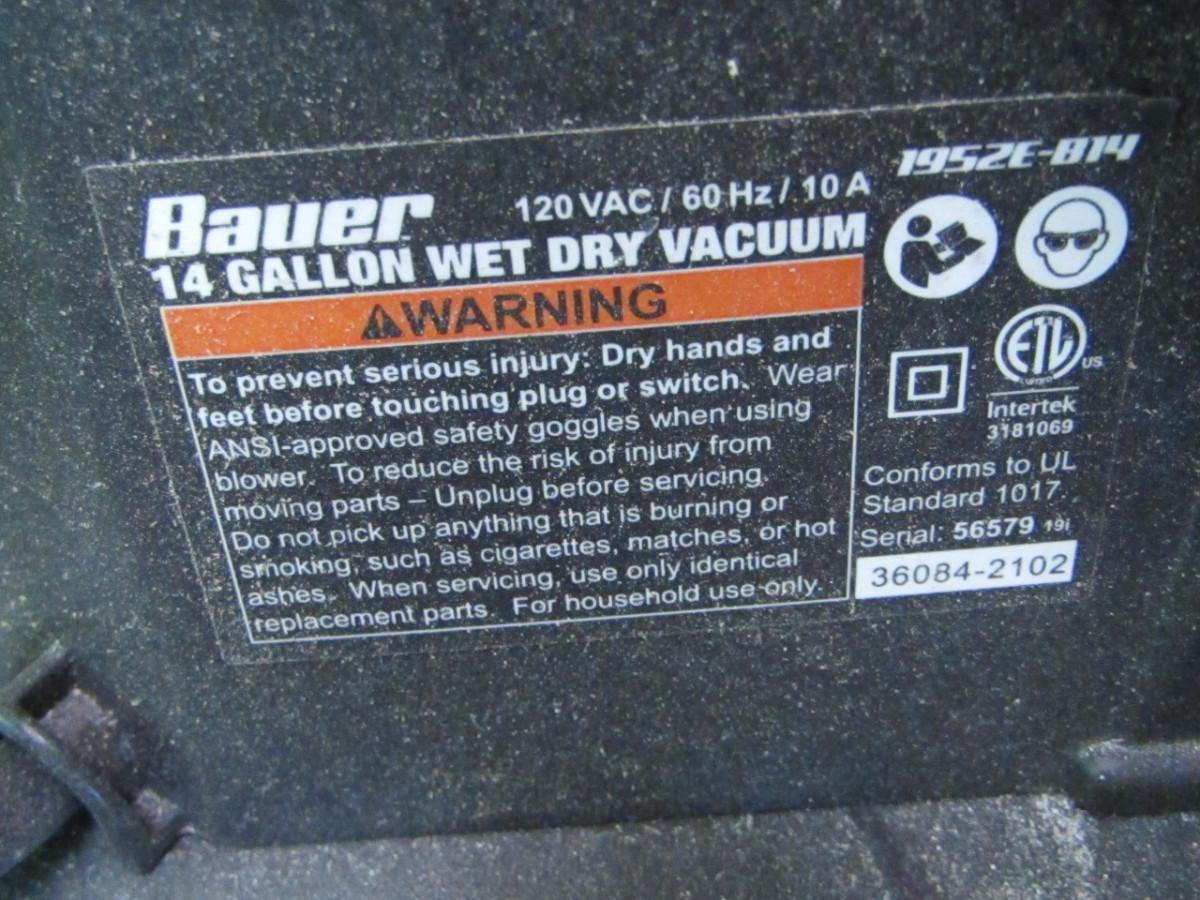 Bauer
120 VAC / 60 Hz / 10 A
1952E-B14
14 GALLON WET DRY VACUUM
WARNING
To prevent serious injury: Dry hands and
feet before touching plug or switch. Wear
ANSI-approved safety goggles when using
blower. To reduce the risk of injury from
moving parts – Unplug before servicing.
Do not pick up anything that is burning or
smoking, such as cigarettes, matches, or hot
ashes. When servicing, use only identical
replacement parts. For household use only.
ETL
LISTED
US
Intertek
3181069
Conforms to UL
Standard 1017
Serial: 56579 19i
36084-2102